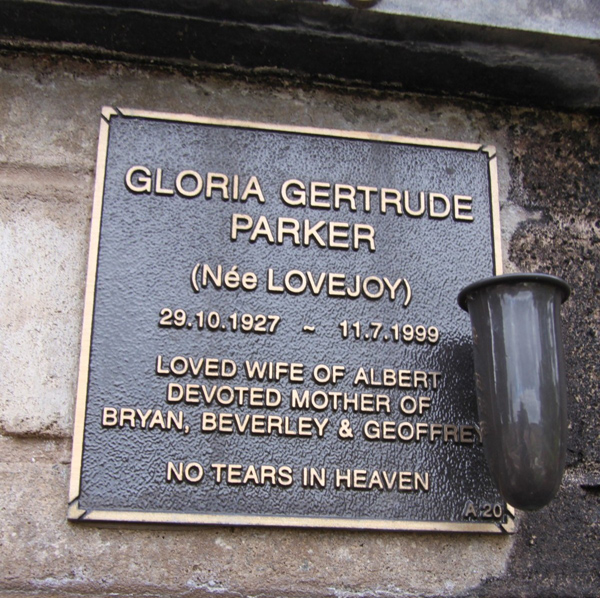 GLORIA GERTRUDE
PARKER
(Née LOVEJOY)
29.10.1927 ~ 11.7.1999
LOVED WIFE OF ALBERT
DEVOTED MOTHER OF
BRYAN, BEVERLEY & GEOFFREY
NO TEARS IN HEAVEN
A 20